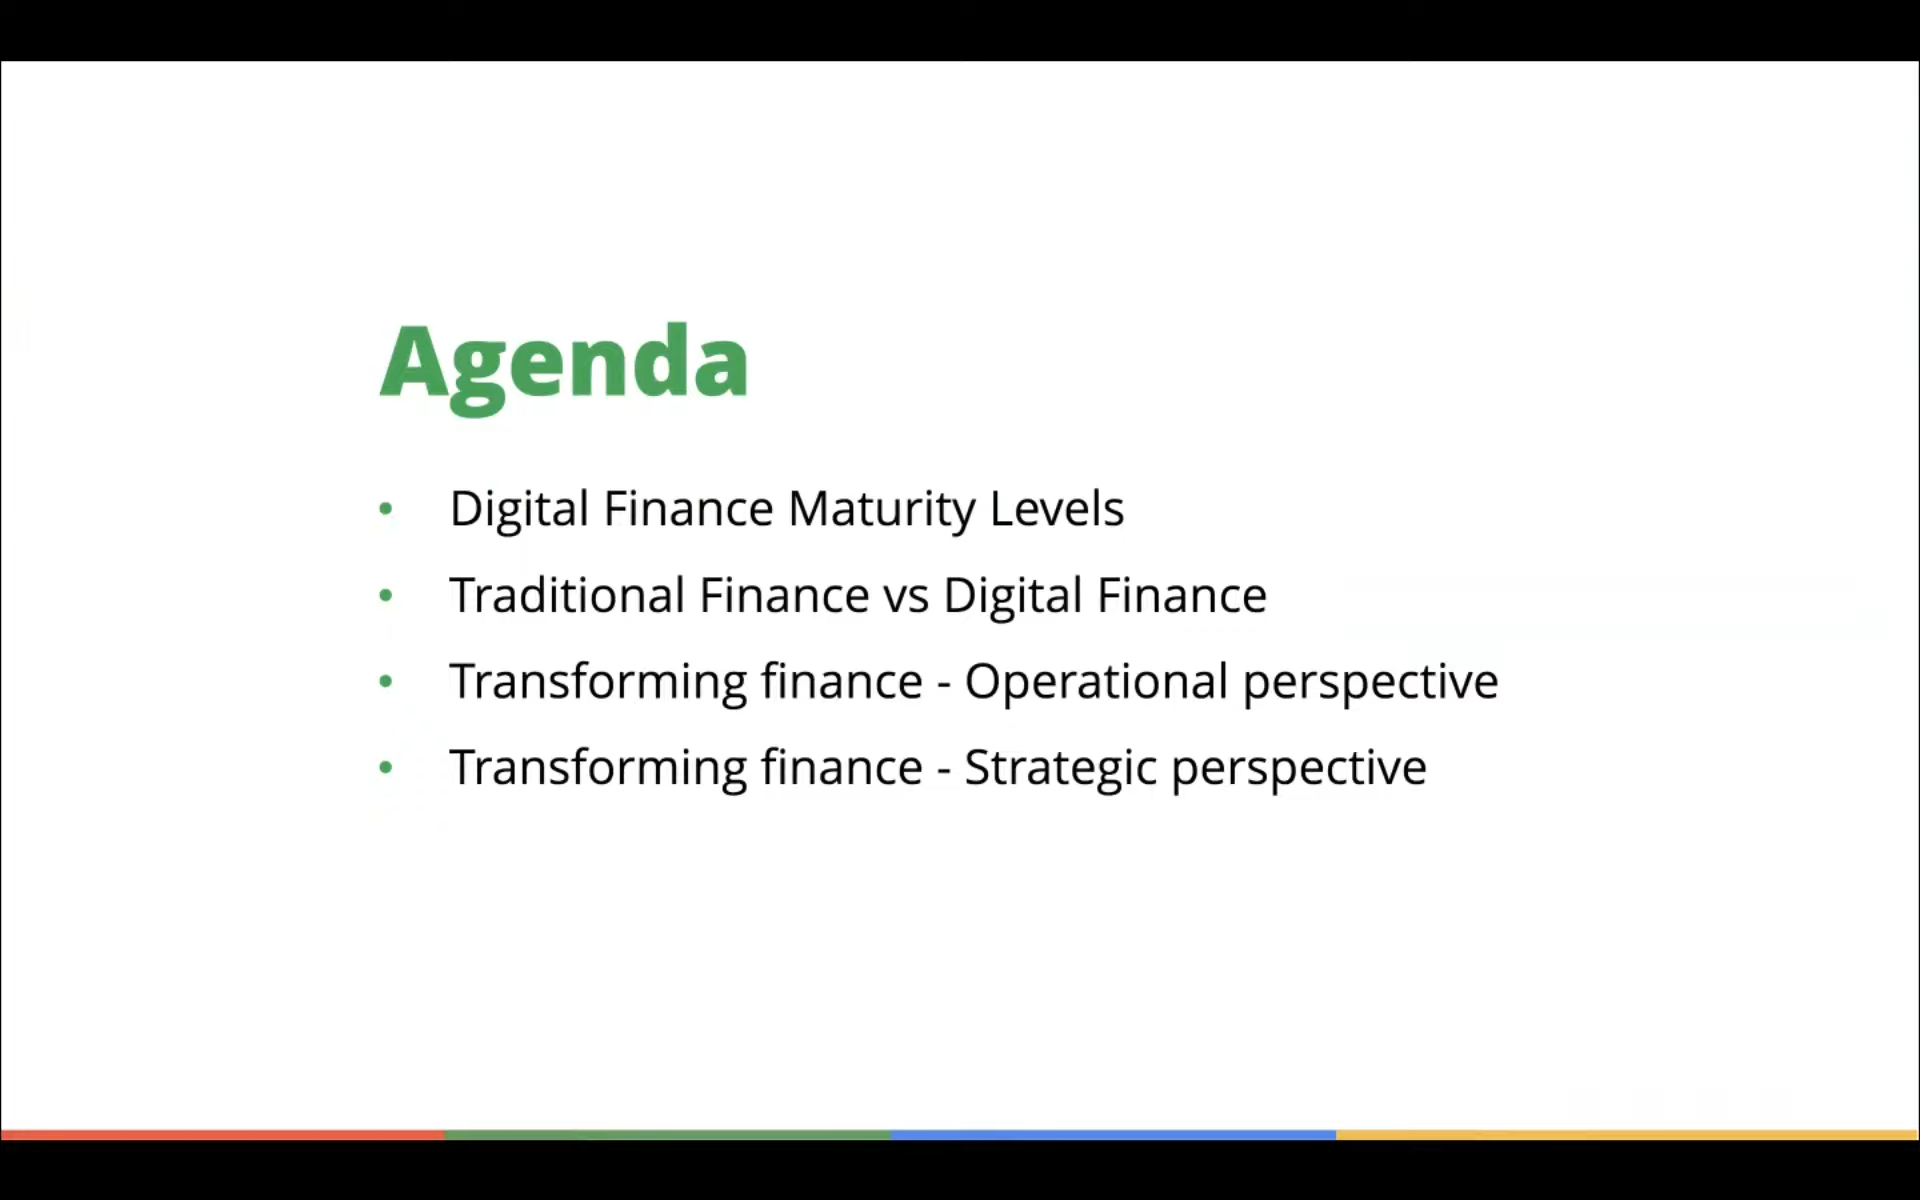 Agenda
• Digital Finance Maturity Levels
• Traditional Finance vs Digital Finance
• Transforming finance - Operational perspective
• Transforming finance - Strategic perspective